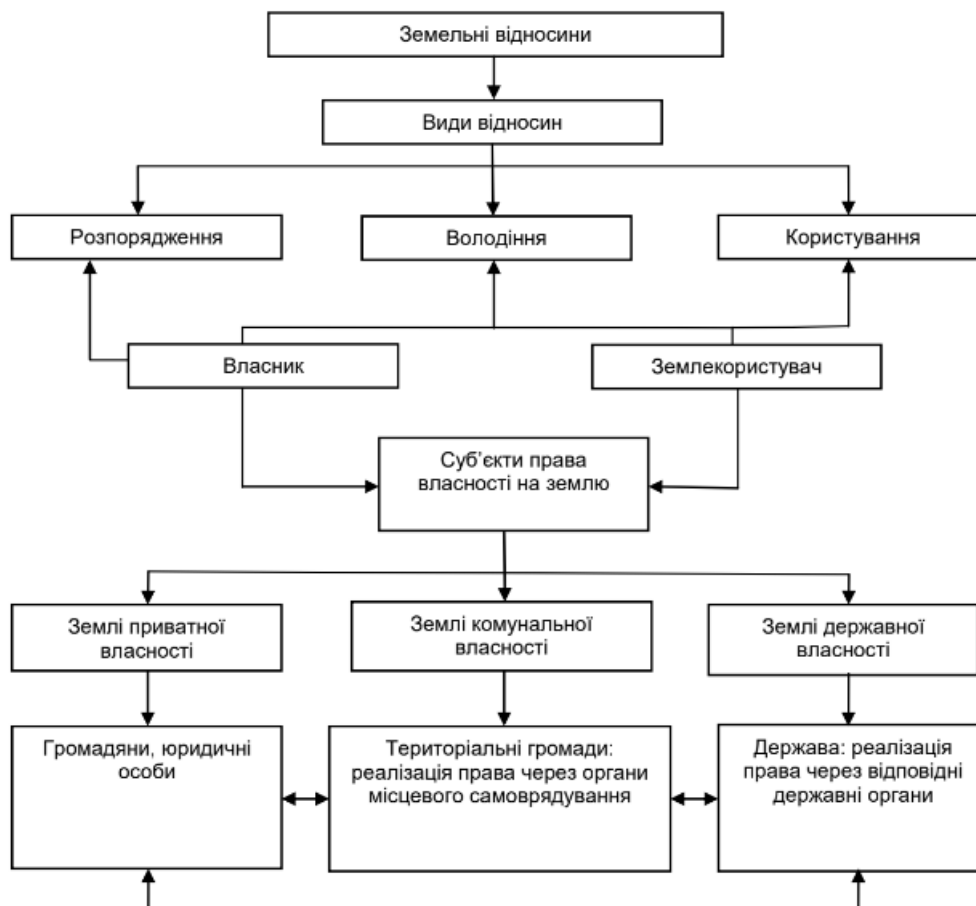 Земельні відносини
Види відносин
Розпорядження
Володіння
Користування
Власник
Землекористувач
Суб’єкти права
власності на землю
Землі приватної
власності
Землі комунальної
власності
Землі державної
власності
Громадяни, юридичні
особи
Територіальні громади:
реалізація права через органи
місцевого самоврядування
Держава: реалізація
права через відповідні
державні органи